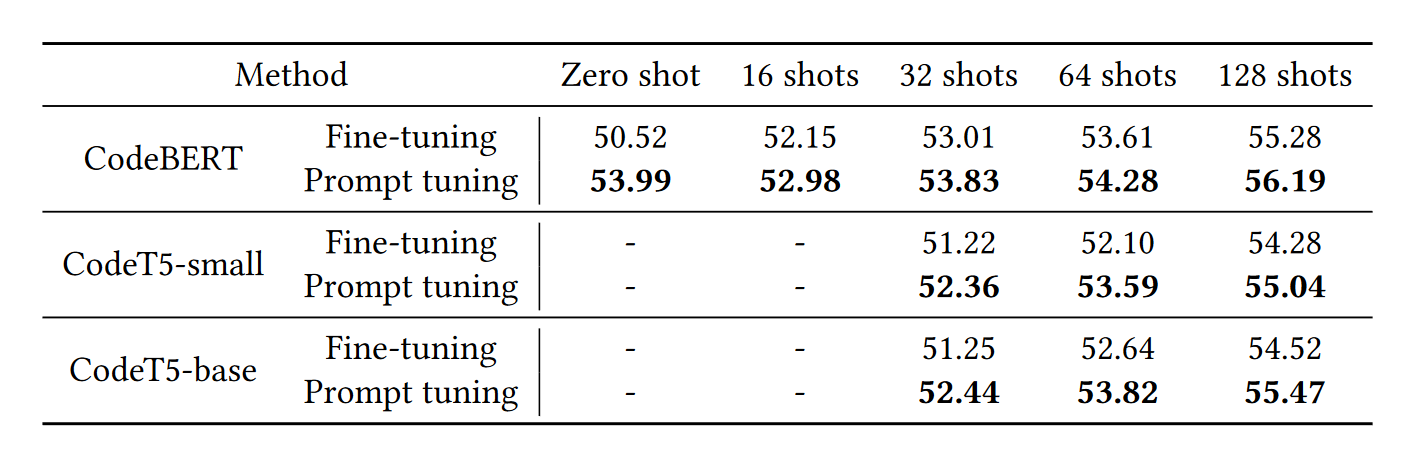 Method Zero shot 16 shots 32 shots 64 shots 128 shots
CodeBERT Fine-tuning 50.52 52.15 53.01 53.61 55.28
Prompt tuning 53.99 52.98 53.83 54.28 56.19
CodeT5-small Fine-tuning - - 51.22 52.10 54.28
Prompt tuning - - 52.36 53.59 55.04
CodeT5-base Fine-tuning - - 51.25 52.64 54.52
Prompt tuning - - 52.44 53.82 55.47